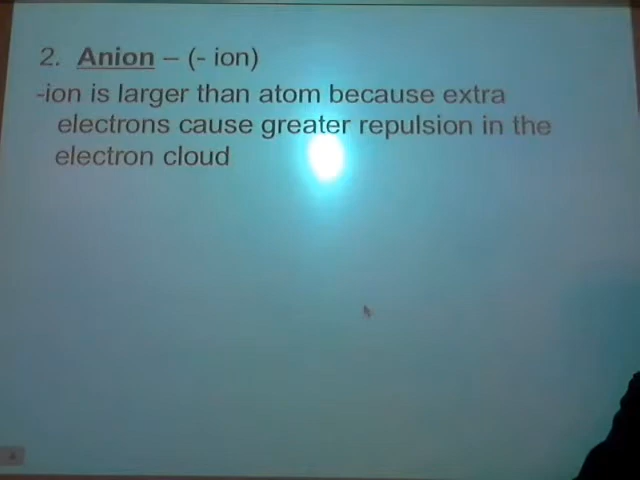 2. Anion – (- ion)
-ion is larger than atom because extra
electrons cause greater repulsion in the
electron cloud